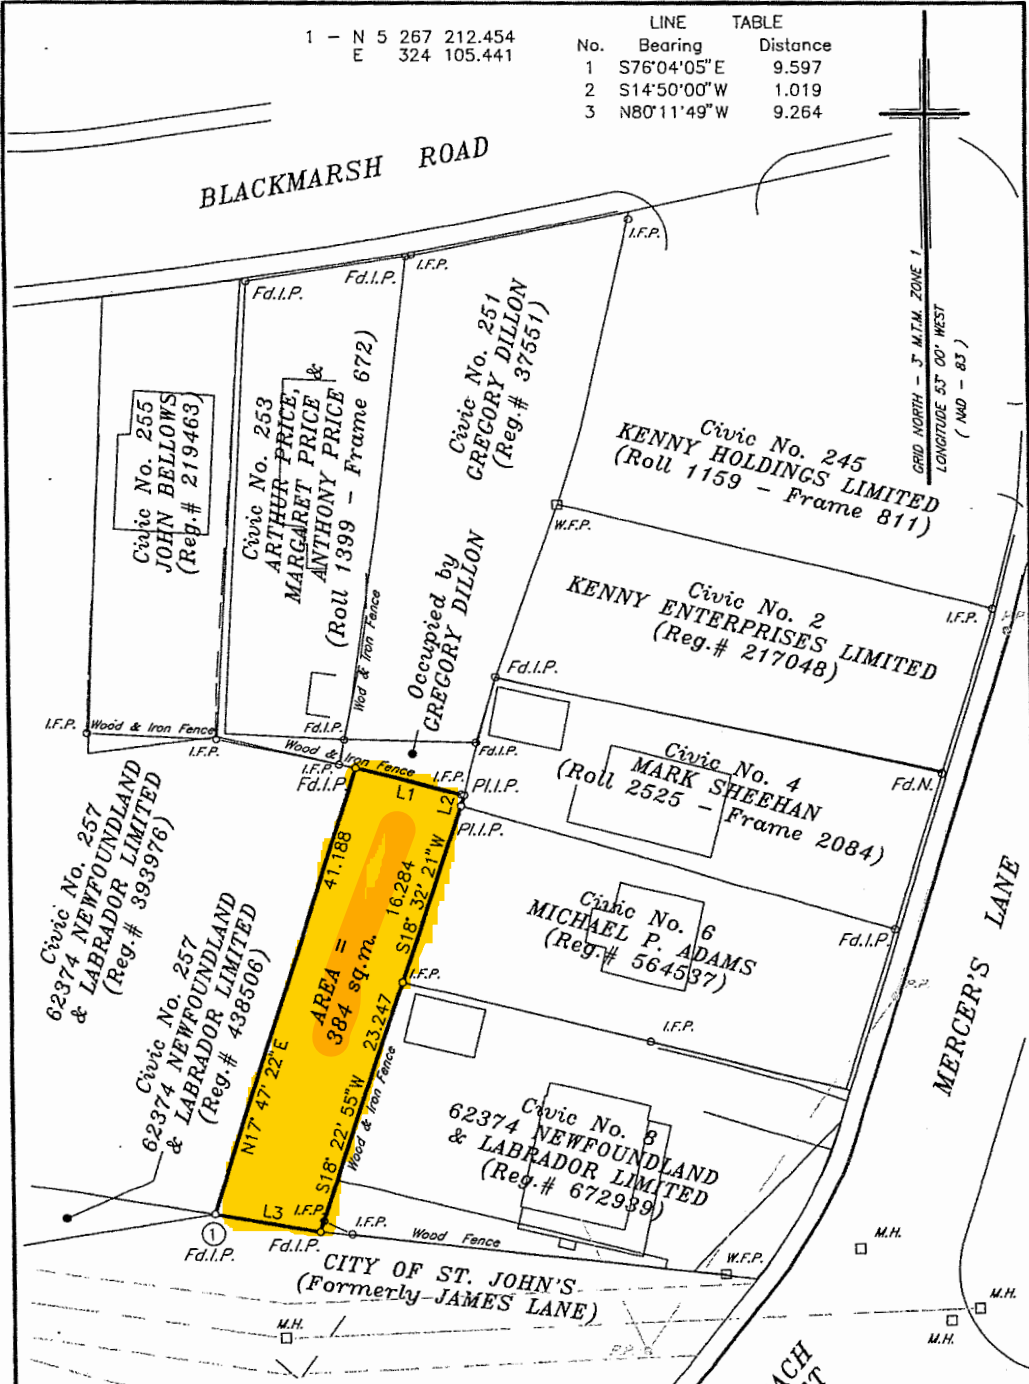 1 - N 5 267 212.454
E 324 105.441
LINE TABLE
No. Bearing Distance
1 S76°04'05"E 9.597
2 S14°50'00"W 1.019
3 N80°11'49"W 9.264
BLACKMARSH ROAD
GRID NORTH - 3° M.T.M. ZONE 1
LONGITUDE 53° 00' WEST
( NAD - 83 )
I.F.P.
Fd.I.P.
I.F.P.
Fd.I.P.
Civic No. 255
JOHN BELLOWS
(Reg.# 219463)
Civic No. 253
ARTHUR PRICE,
MARGARET PRICE &
ANTHONY PRICE
(Roll 1399 - Frame 672)
Civic No. 251
GREGORY DILLON
(Reg.# 37551)
Civic No. 245
KENNY HOLDINGS LIMITED
(Roll 1159 - Frame 811)
W.F.P.
Civic No. 2
KENNY ENTERPRISES LIMITED
(Reg.# 217048)
I.F.P.
P.P.
Occupied by
GREGORY DILLON
Wod & Iron Fence
Fd.I.P.
I.F.P.
Wood & Iron Fence
I.F.P.
Fd.I.P.
Wood & Iron Fence
Fd.I.P.
I.F.P.
Fd.I.P.
I.F.P.
Pl.I.P.
Pl.I.P.
L1
L2
Civic No. 4
MARK SHEEHAN
(Roll 2525 - Frame 2084)
Fd.N.
Civic No. 257
62374 NEWFOUNDLAND
& LABRADOR LIMITED
(Reg.# 393976)
41.188
N17° 47' 22"E
AREA =
384 sq.m.
16.284
S18° 32' 21"W
Civic No. 6
MICHAEL P. ADAMS
(Reg.# 564537)
Fd.I.P.
MERCER'S LANE
I.F.P.
23.247
S18° 22' 55"W
Wood & Iron Fence
I.F.P.
P.P.
Civic No. 257
62374 NEWFOUNDLAND
& LABRADOR LIMITED
(Reg.# 438506)
Civic No. 8
62374 NEWFOUNDLAND
& LABRADOR LIMITED
(Reg.# 672939)
L3
I.F.P.
I.F.P.
Wood Fence
1
Fd.I.P.
Fd.I.P.
W.F.P.
M.H.
CITY OF ST. JOHN'S
(Formerly JAMES LANE)
M.H.
M.H.
M.H.
P.P.